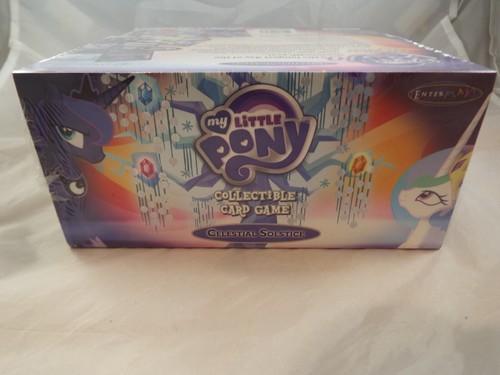 my LITTLE
PONY
COLLECTIBLE
CARD GAME
CELESTIAL SOLSTICE
ENTERPLAY